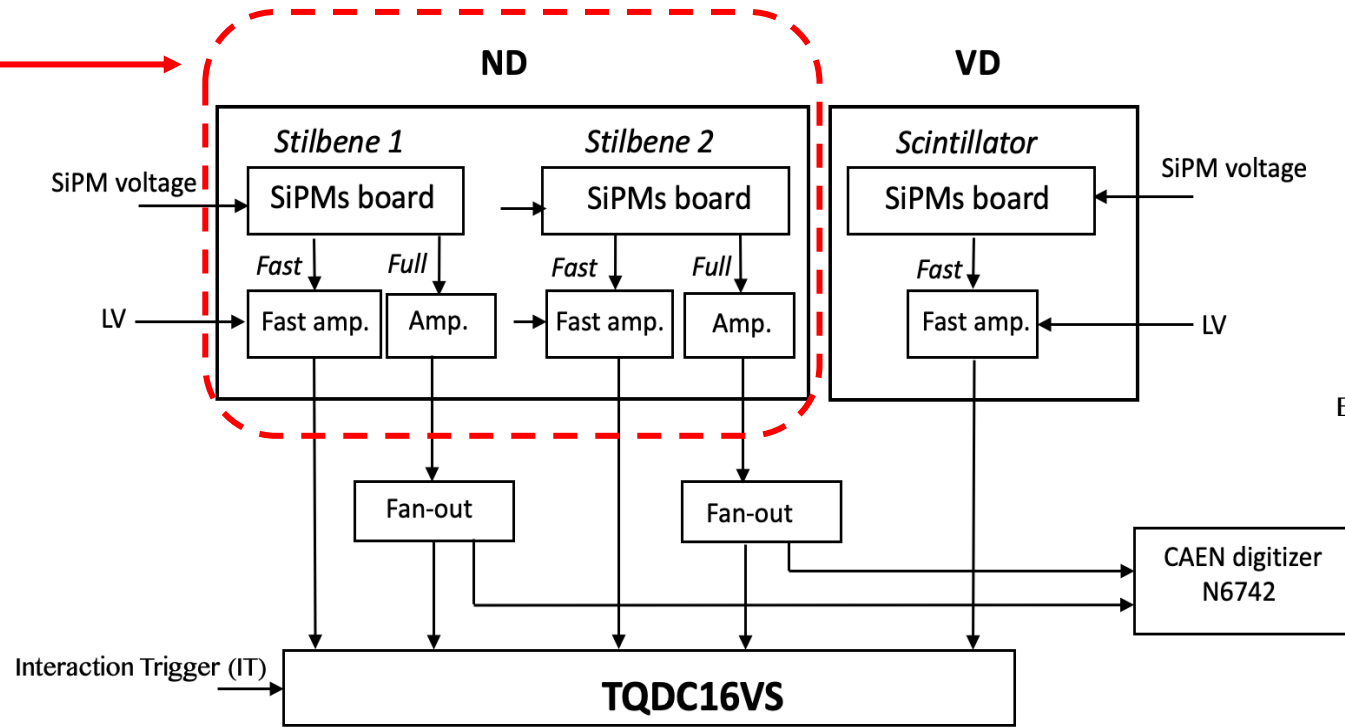 ND
VD
Stilbene 1
Stilbene 2
Scintillator
SiPM voltage
SiPMs board
SiPMs board
SiPMs board
SiPM voltage
Fast
Full
Fast
Full
Fast
LV
Fast amp.
Amp.
Fast amp.
Amp.
Fast amp.
LV
E
Fan-out
Fan-out
CAEN digitizer
N6742
Interaction Trigger (IT)
TQDC16VS